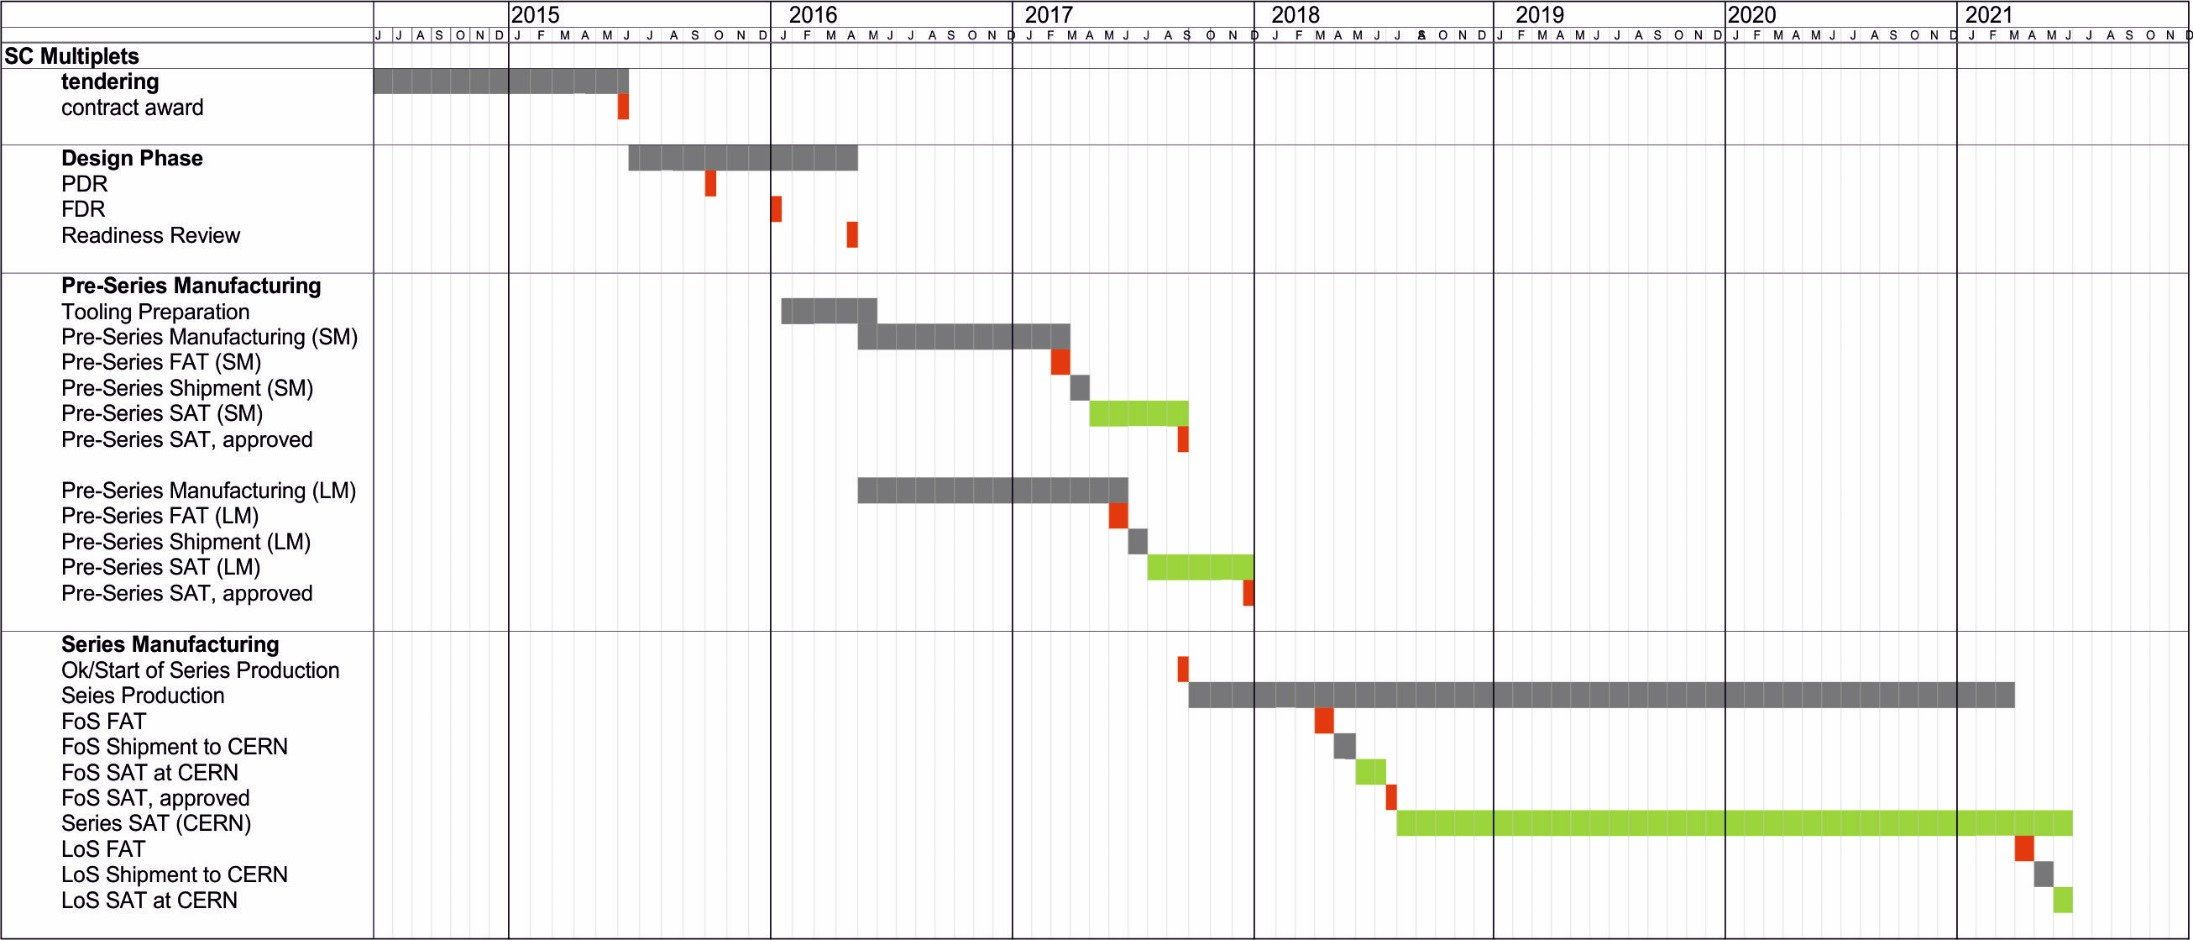 2015 2016 2017 2018 2019 2020 2021
J J A S O N D J F M A M J J A S O N D J F M A M J J A S O N D J F M A M J J A S O N D J F M A M J J A S O N D J F M A M J J A S O N D J F M A M J J A S O N D J F M A M J J A S O N D
SC Multiplets
tendering
contract award
Design Phase
PDR
FDR
Readiness Review
Pre-Series Manufacturing
Tooling Preparation
Pre-Series Manufacturing (SM)
Pre-Series FAT (SM)
Pre-Series Shipment (SM)
Pre-Series SAT (SM)
Pre-Series SAT, approved
Pre-Series Manufacturing (LM)
Pre-Series FAT (LM)
Pre-Series Shipment (LM)
Pre-Series SAT (LM)
Pre-Series SAT, approved
Series Manufacturing
Ok/Start of Series Production
Seies Production
FoS FAT
FoS Shipment to CERN
FoS SAT at CERN
FoS SAT, approved
Series SAT (CERN)
LoS FAT
LoS Shipment to CERN
LoS SAT at CERN